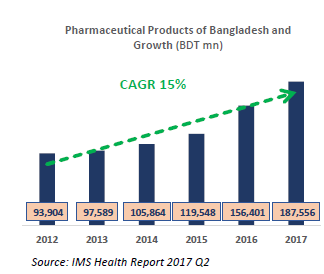 Pharmaceutical Products of Bangladesh and
Growth (BDT mn)
CAGR 15%
93,904 97,589 105,864 119,548 156,401 187,556
2012 2013 2014 2015 2016 2017
Source: IMS Health Report 2017 Q2